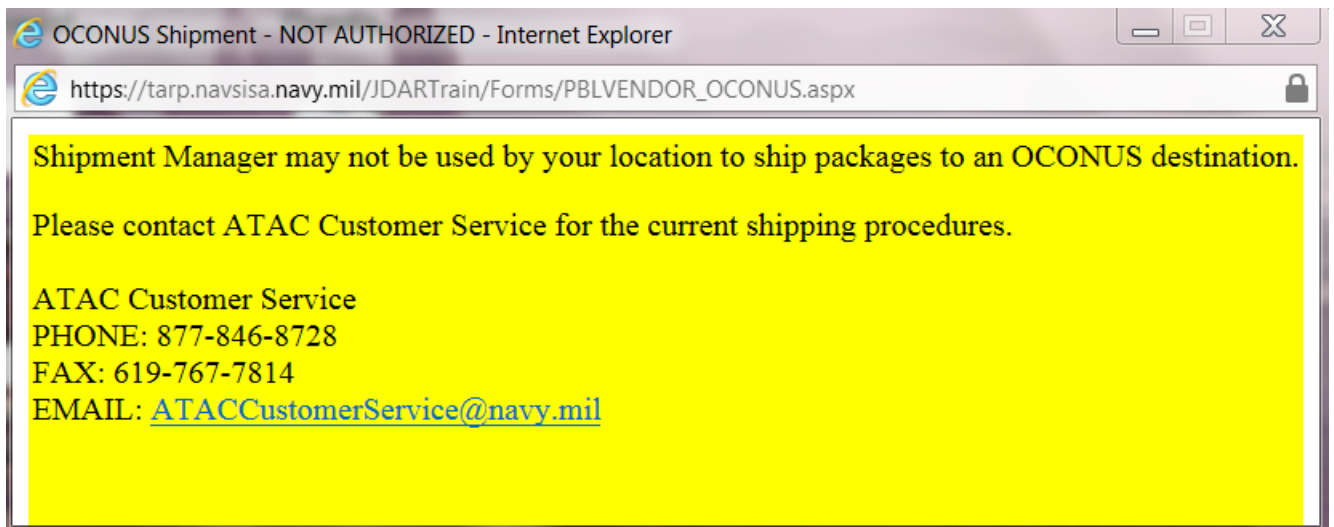 OCONUS Shipment - NOT AUTHORIZED - Internet Explorer
https://tarp.navsisa.navy.mil/JDARTrain/Forms/PBLVENDOR_OCONUS.aspx
Shipment Manager may not be used by your location to ship packages to an OCONUS destination.
Please contact ATAC Customer Service for the current shipping procedures.
ATAC Customer Service
PHONE: 877-846-8728
FAX: 619-767-7814
EMAIL: ATACCustomerService@navy.mil